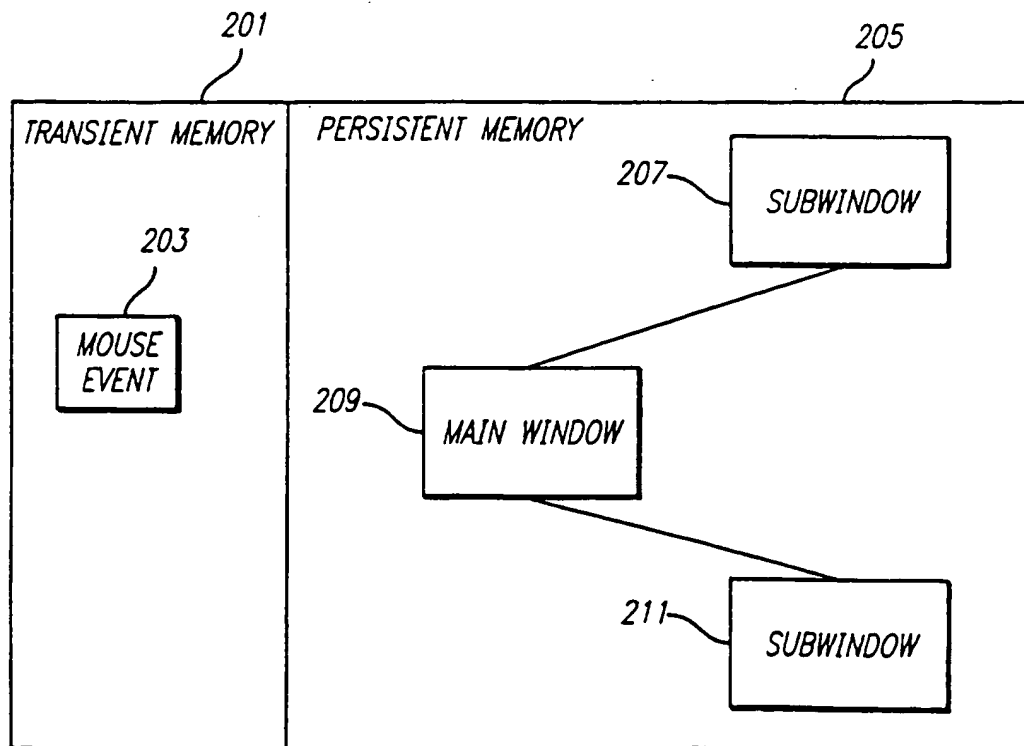 201
205
TRANSIENT MEMORY
PERSISTENT MEMORY
207
SUBWINDOW
203
MOUSE
EVENT
209
MAIN WINDOW
211
SUBWINDOW